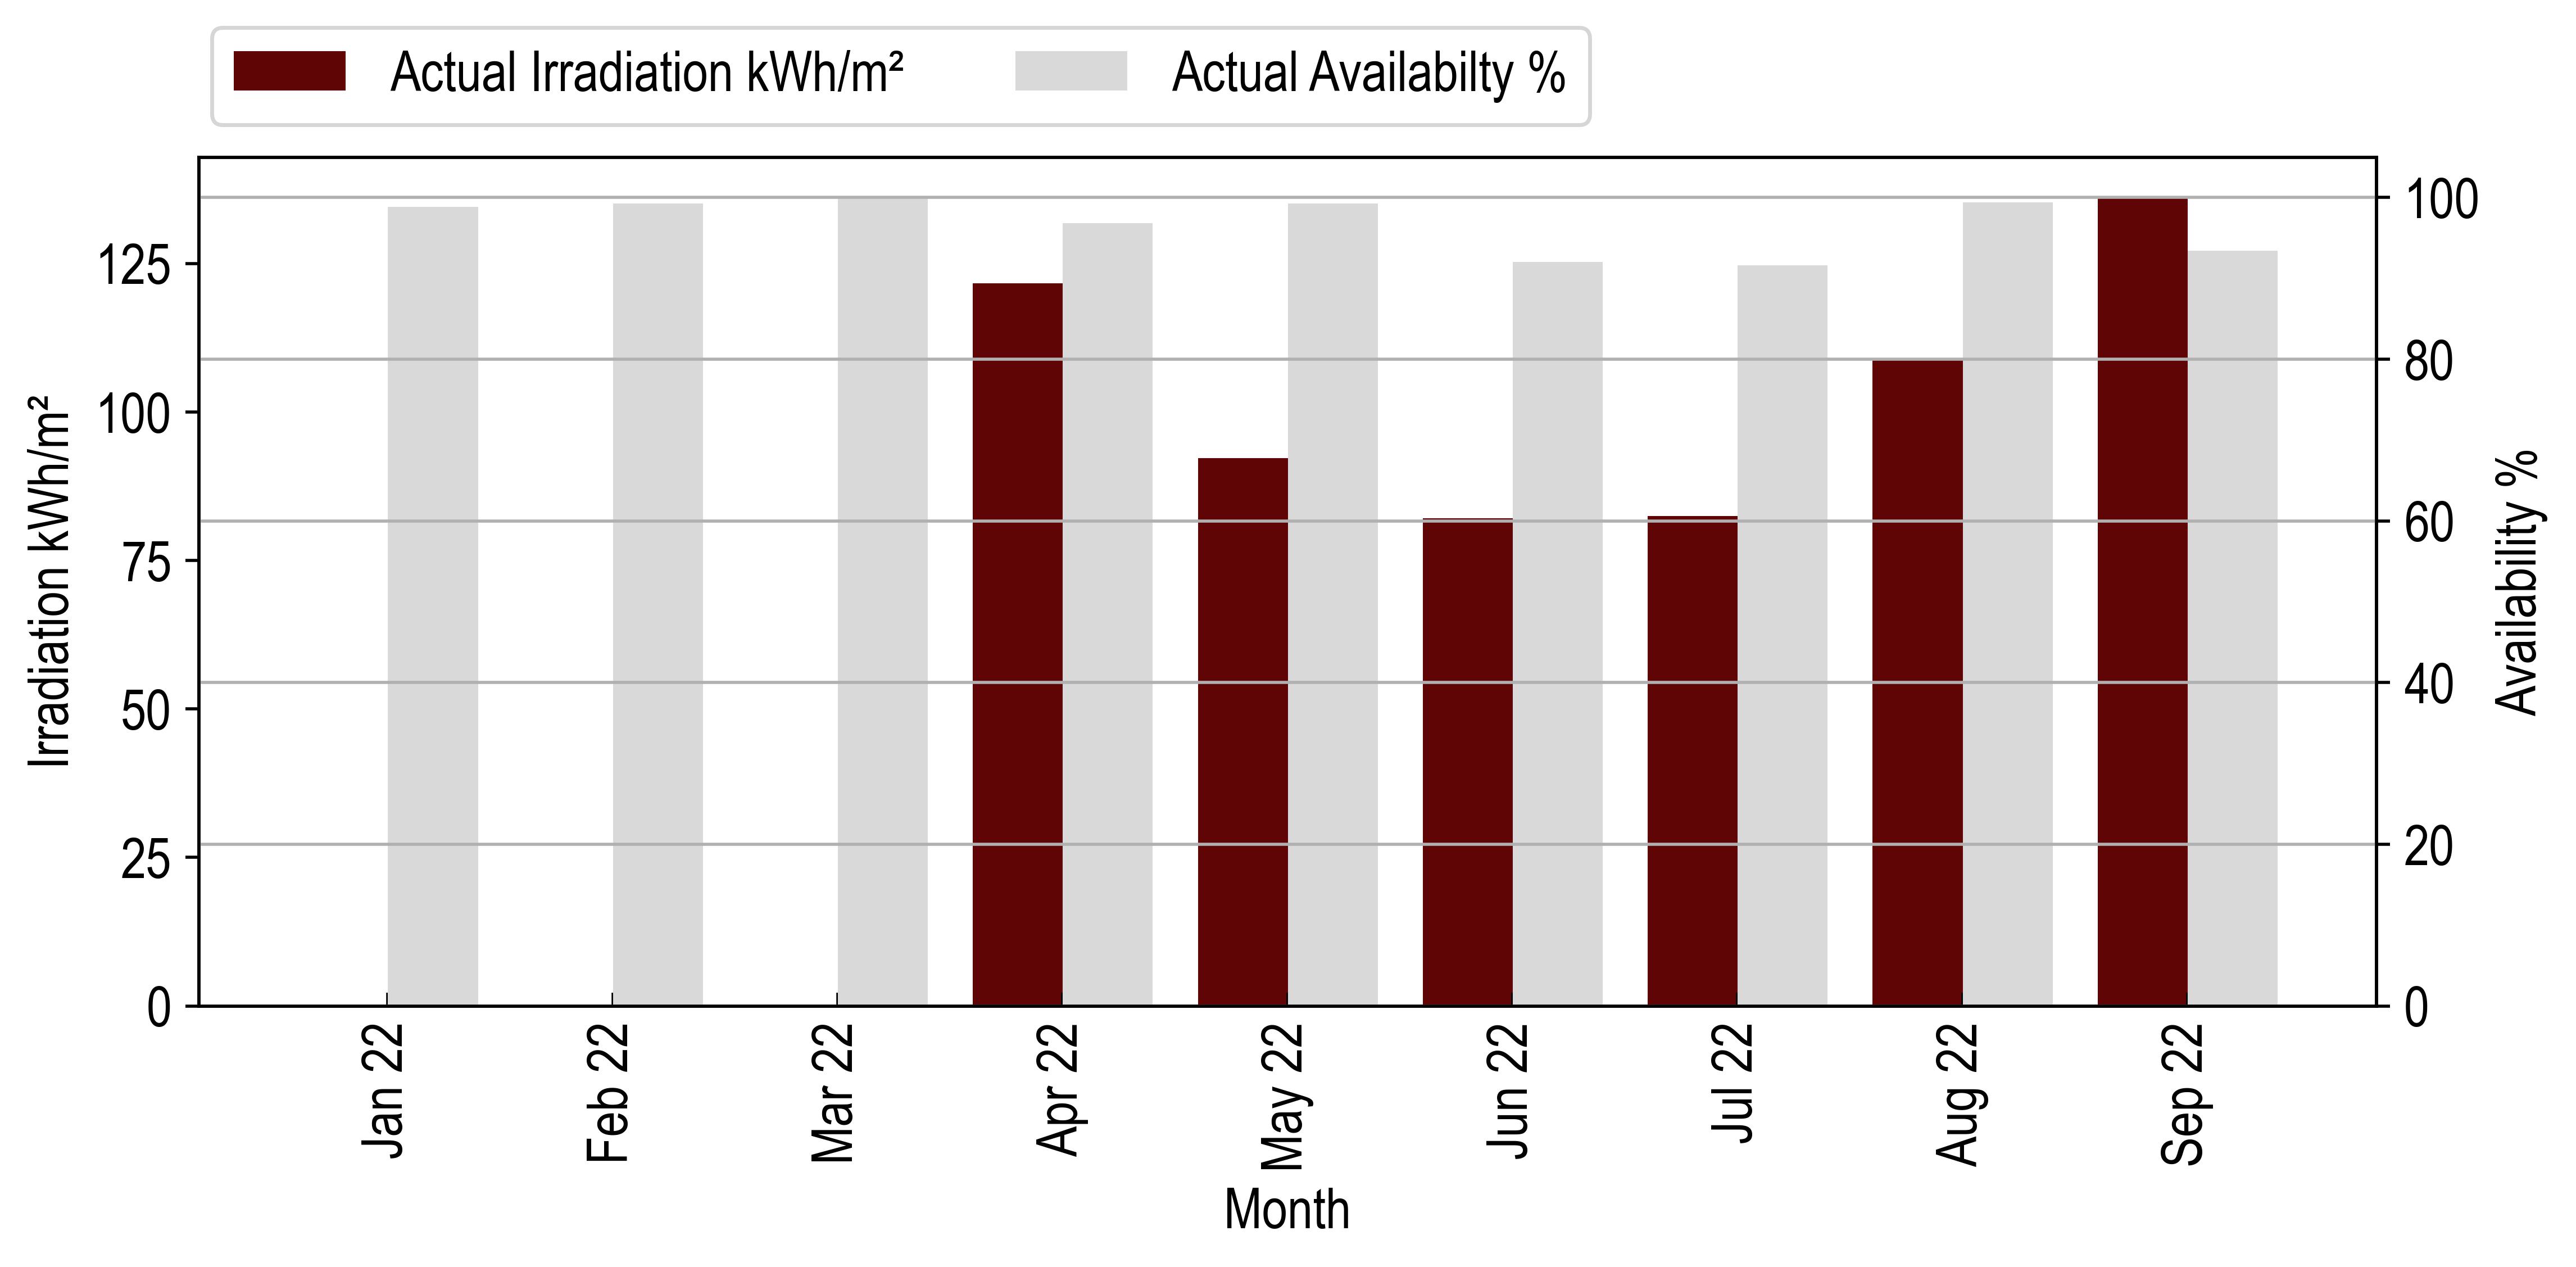 Actual Irradiation kWh/m²
Actual Availabilty %
Irradiation kWh/m²
125
100
75
50
25
0
100
80
60
40
20
0
Availability %
Jan 22
Feb 22
Mar 22
Apr 22
May 22
Jun 22
Jul 22
Aug 22
Sep 22
Month